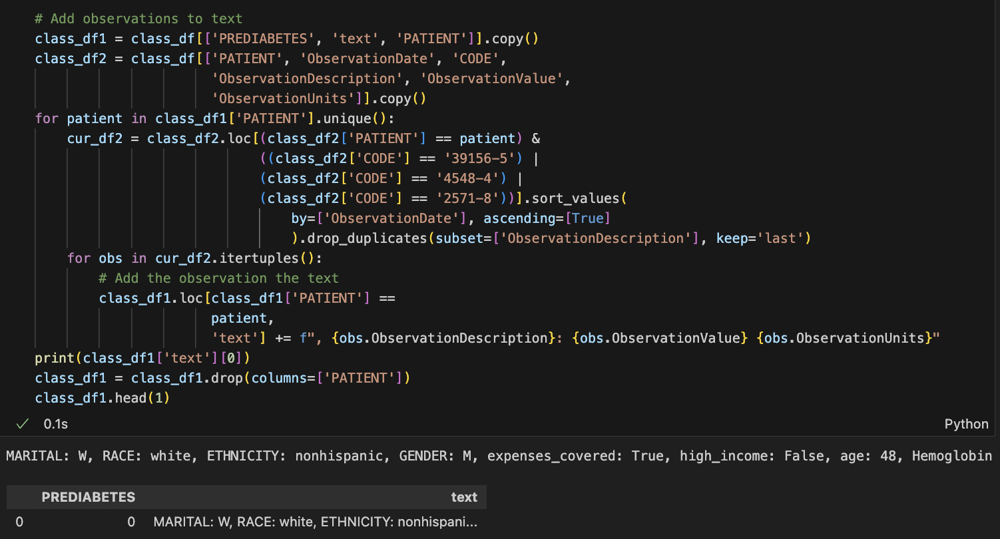 # Add observations to text
class_df1 = class_df[['PREDIABETES', 'text', 'PATIENT']].copy()
class_df2 = class_df[['PATIENT', 'ObservationDate', 'CODE',
'ObservationDescription', 'ObservationValue',
'ObservationUnits']].copy()
for patient in class_df1['PATIENT'].unique():
cur_df2 = class_df2.loc[(class_df2['PATIENT'] == patient) &
((class_df2['CODE'] == '39156-5') |
(class_df2['CODE'] == '4548-4') |
(class_df2['CODE'] == '2571-8'))].sort_values(
by=['ObservationDate'], ascending=[True]
).drop_duplicates(subset=['ObservationDescription'], keep='last')
for obs in cur_df2.itertuples():
# Add the observation the text
class_df1.loc[class_df1['PATIENT'] ==
patient,
'text'] += f", {obs.ObservationDescription}: {obs.ObservationValue} {obs.ObservationUnits}"
print(class_df1['text'][0])
class_df1 = class_df1.drop(columns=['PATIENT'])
class_df1.head(1)
✓ 0.1s Python
MARITAL: W, RACE: white, ETHNICITY: nonhispanic, GENDER: M, expenses_covered: True, high_income: False, age: 48, Hemoglobin
PREDIABETES text
0 0 MARITAL: W, RACE: white, ETHNICITY: nonhispani...